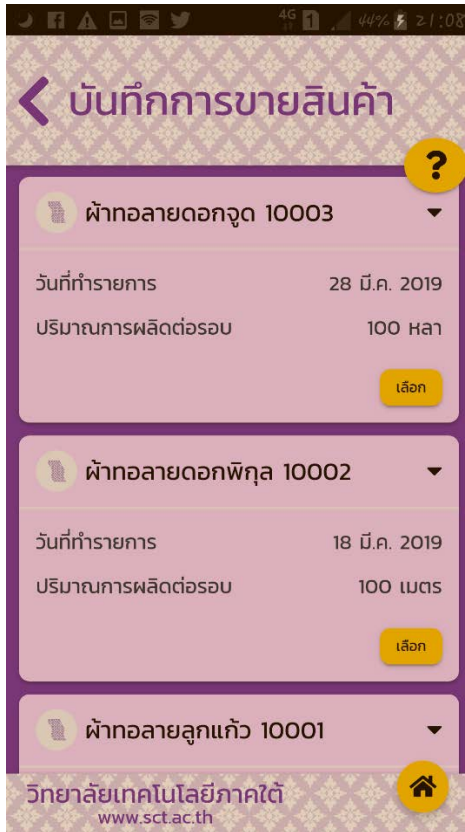 4G 1 44% 21:08
บันทึกการขายสินค้า
?
ผ้าทอลายดอกจูด 10003
วันที่ทำรายการ 28 มี.ค. 2019
ปริมาณการผลิตต่อรอบ 100 หลา
เลือก
ผ้าทอลายดอกพิกุล 10002
วันที่ทำรายการ 18 มี.ค. 2019
ปริมาณการผลิตต่อรอบ 100 เมตร
เลือก
ผ้าทอลายลูกแก้ว 10001
วิทยาลัยเทคโนโลยีภาคใต้
www.sct.ac.th